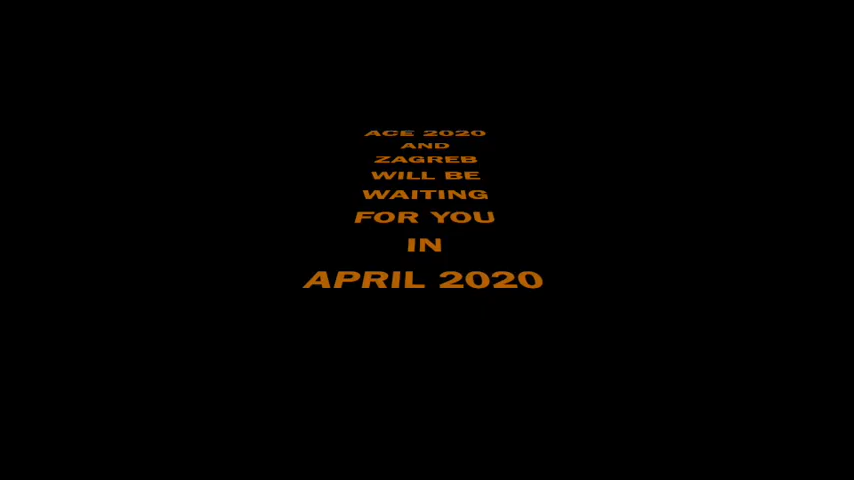 ACE 2020
AND
ZAGREB
WILL BE
WAITING
FOR YOU
IN
APRIL 2020